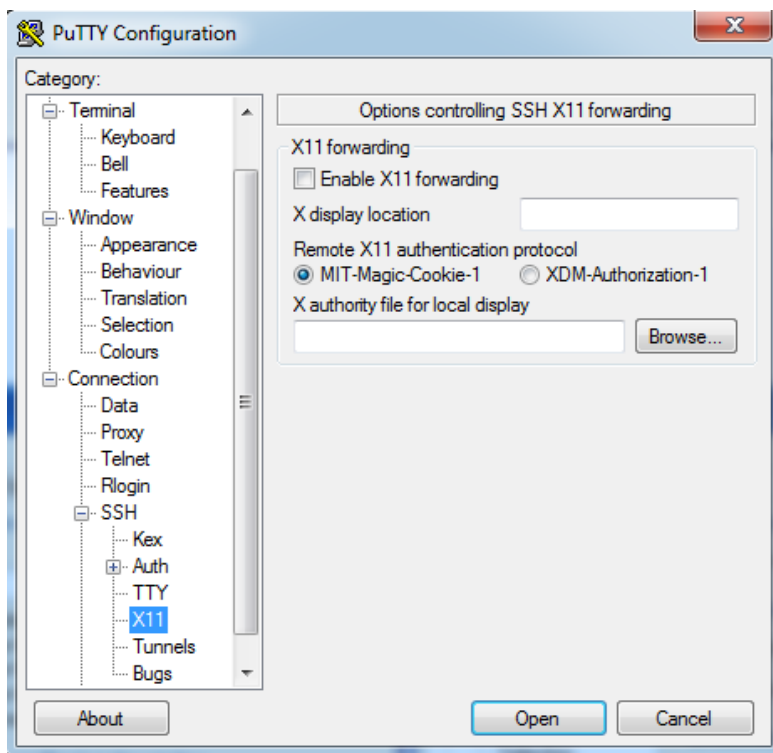 PuTTY Configuration
Category:
Terminal
Keyboard
Bell
Features
Window
Appearance
Behaviour
Translation
Selection
Colours
Connection
Data
Proxy
Telnet
Rlogin
SSH
Kex
Auth
TTY
X11
Tunnels
Bugs
Options controlling SSH X11 forwarding
X11 forwarding
Enable X11 forwarding
X display location
Remote X11 authentication protocol
MIT-Magic-Cookie-1 XDM-Authorization-1
X authority file for local display
Browse...
About Open Cancel